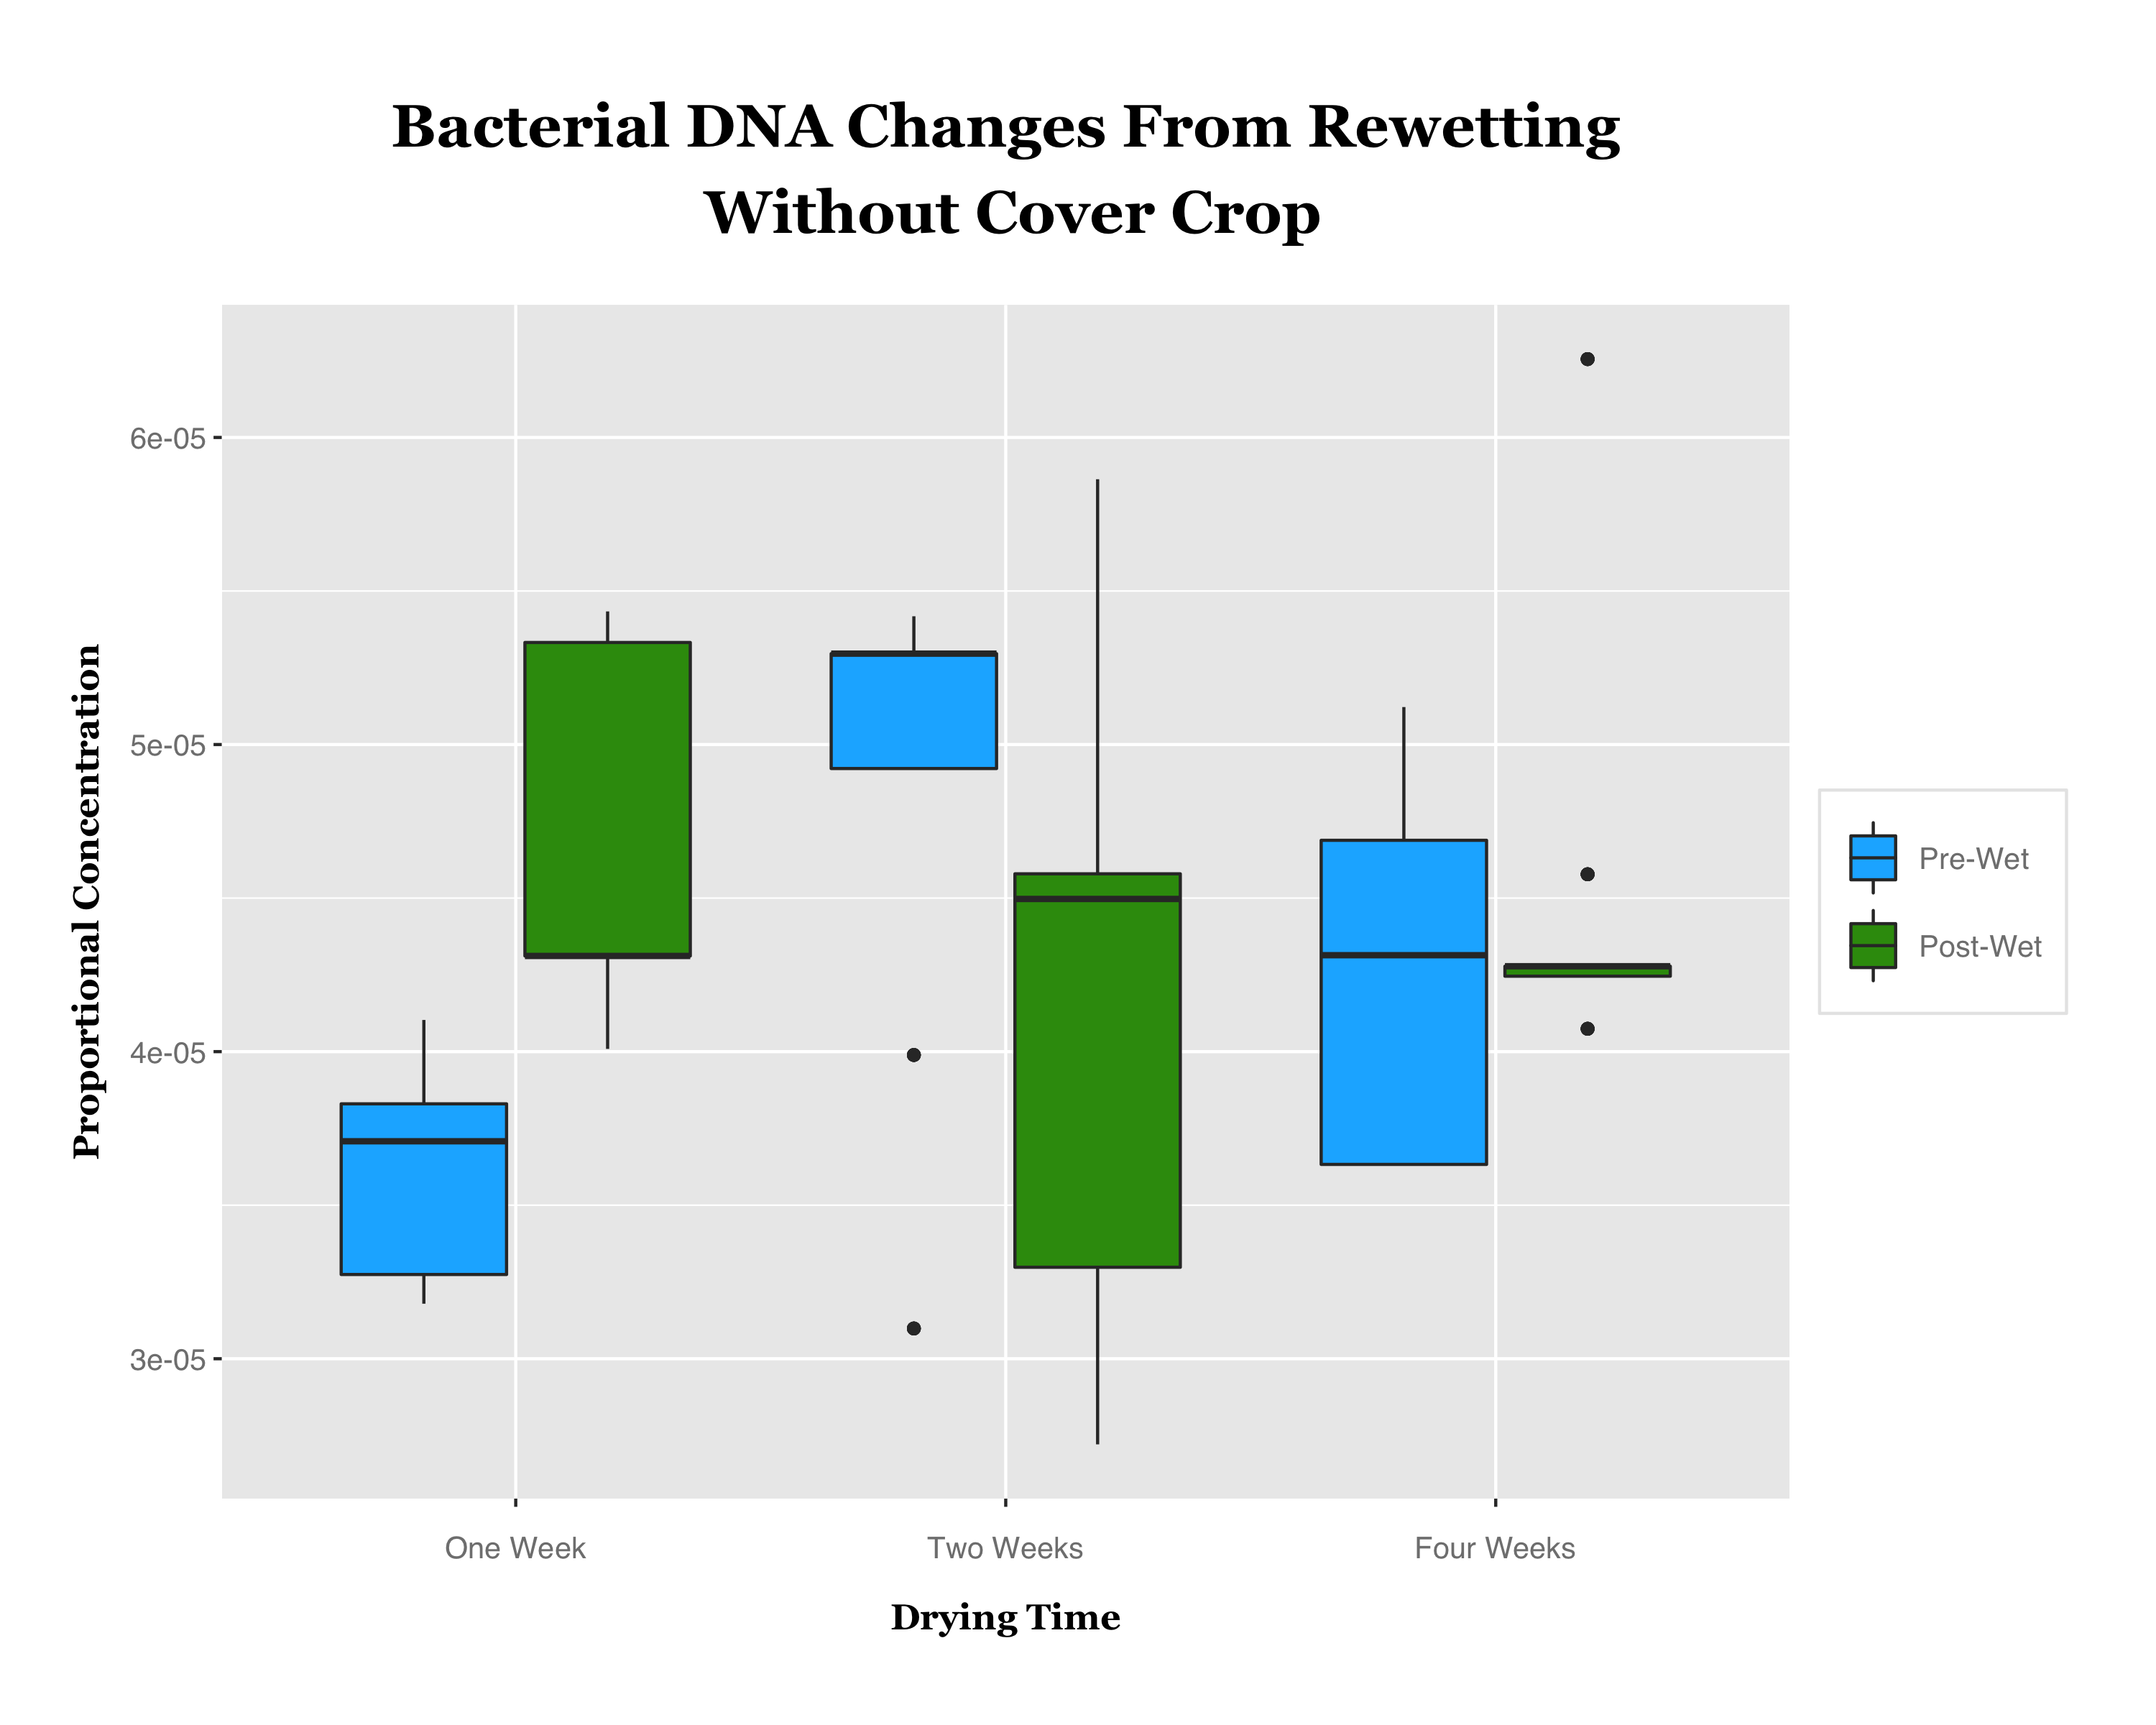 Bacterial DNA Changes From Rewetting
Without Cover Crop
Proportional Concentration
6e-05
5e-05
4e-05
3e-05
One Week
Two Weeks
Four Weeks
Drying Time
Pre-Wet
Post-Wet